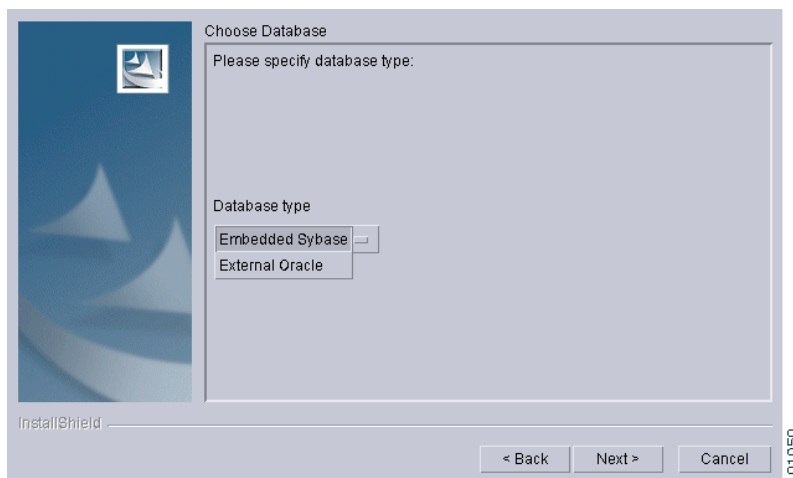 Choose Database
Please specify database type:
Database type
Embedded Sybase
External Oracle
InstallShield
< Back
Next >
Cancel